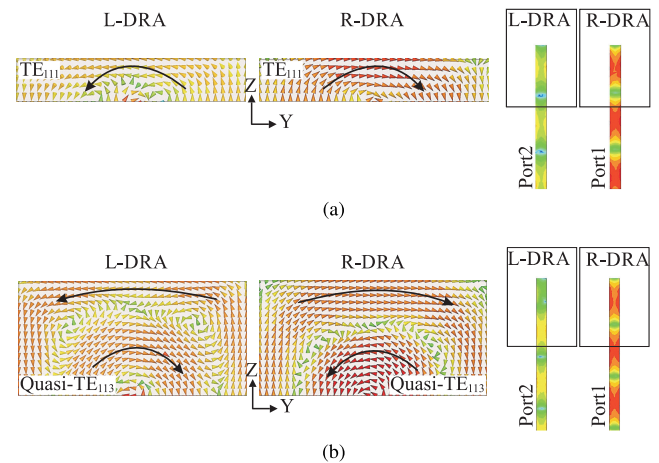 L-DRA R-DRA L-DRA R-DRA
TE111 TE111
Z
Y
Port2 Port1
(a)
L-DRA R-DRA L-DRA R-DRA
Quasi-TE113 Z Quasi-TE113
Y
Port2 Port1
(b)